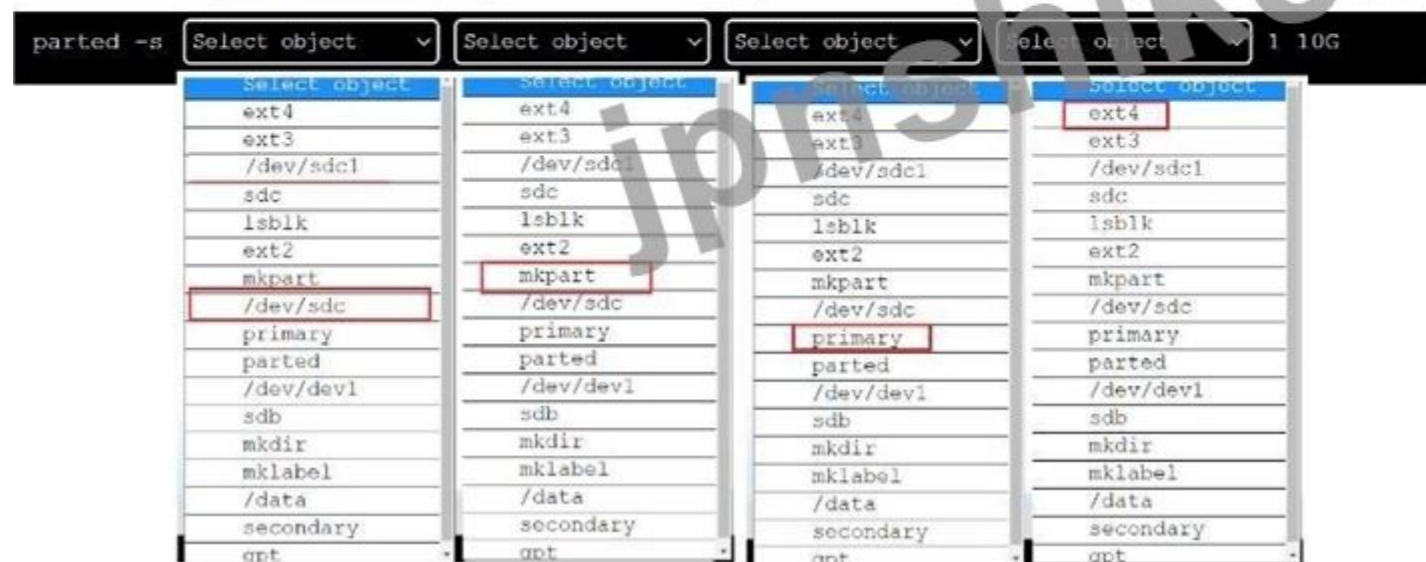 parted -s Select object Select object Select object Select object 1 10G
Select object Select object Select object Select object
ext4 ext4 ext4 ext4
ext3 ext3 ext3 ext3
/dev/sdc1 /dev/sdc1 /dev/sdc1 /dev/sdc1
sdc sdc sdc sdc
lsblk lsblk lsblk lsblk
ext2 ext2 ext2 ext2
mkpart mkpart mkpart mkpart
/dev/sdc /dev/sdc /dev/sdc /dev/sdc
primary primary primary primary
parted parted parted parted
/dev/dev1 /dev/dev1 /dev/dev1 /dev/dev1
sdb sdb sdb sdb
mkdir mkdir mkdir mkdir
mklabel mklabel mklabel mklabel
/data /data /data /data
secondary secondary secondary secondary
gpt gpt gpt gpt